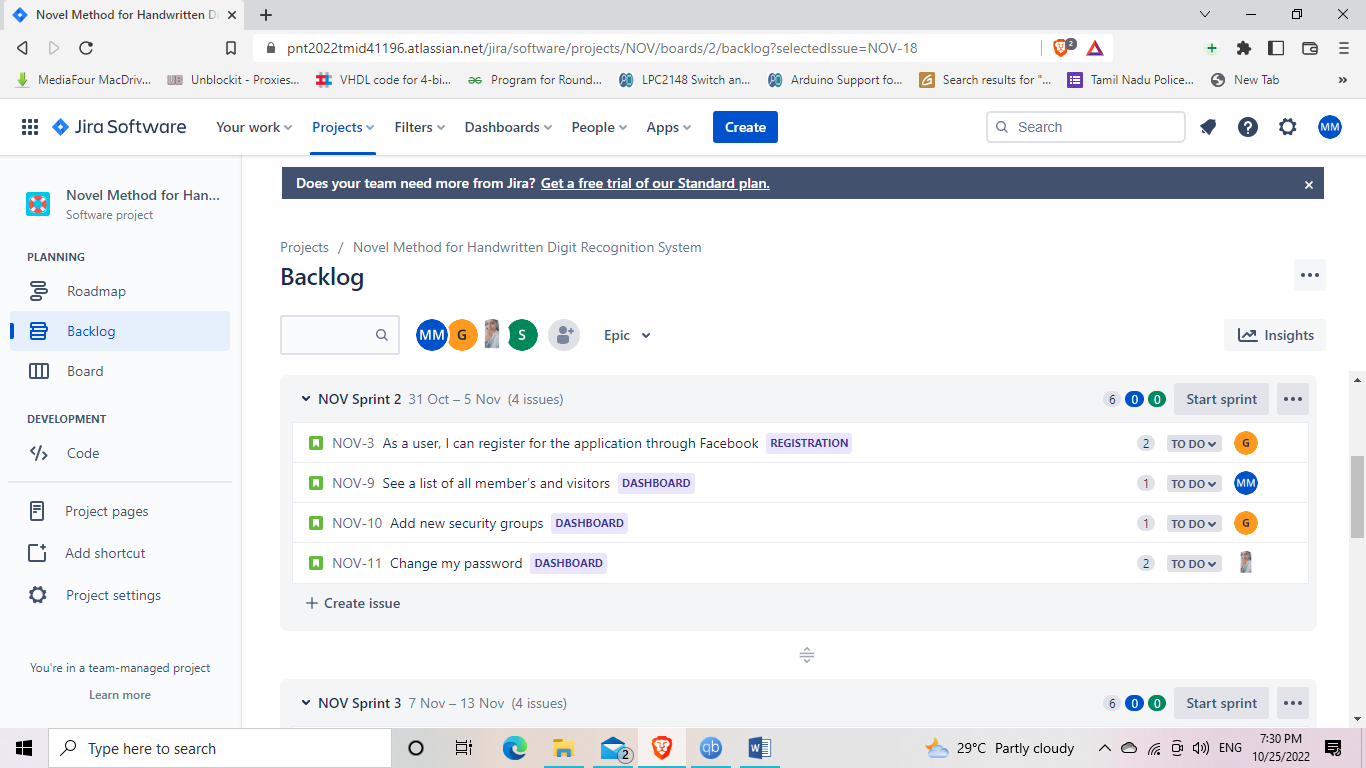 Novel Method for Handwritten Di
pnt2022tmid41196.atlassian.net/jira/software/projects/NOV/boards/2/backlog?selectedIssue=NOV-18
2
MediaFour MacDriv...
UB Unblockit - Proxies...
VHDL code for 4-bi...
Program for Round...
LPC2148 Switch an...
Arduino Support fo...
Search results for "...
Tamil Nadu Police...
New Tab
»
Jira Software
Your work
Projects
Filters
Dashboards
People
Apps
Create
Search
MM
Novel Method for Han...
Software project
PLANNING
Roadmap
Backlog
Board
DEVELOPMENT
Code
Project pages
Add shortcut
Project settings
You're in a team-managed project
Learn more
Does your team need more from Jira? Get a free trial of our Standard plan.
Projects / Novel Method for Handwritten Digit Recognition System
Backlog
MM G S
Epic
Insights
NOV Sprint 2 31 Oct – 5 Nov (4 issues) 6 0 0 Start sprint
NOV-3 As a user, I can register for the application through Facebook REGISTRATION 2 TO DO G
NOV-9 See a list of all member's and visitors DASHBOARD 1 TO DO MM
NOV-10 Add new security groups DASHBOARD 1 TO DO G
NOV-11 Change my password DASHBOARD 2 TO DO
+ Create issue
NOV Sprint 3 7 Nov – 13 Nov (4 issues) 6 0 0 Start sprint
Type here to search
2
qb
W
29°C Partly cloudy
ENG
7:30 PM
10/25/2022